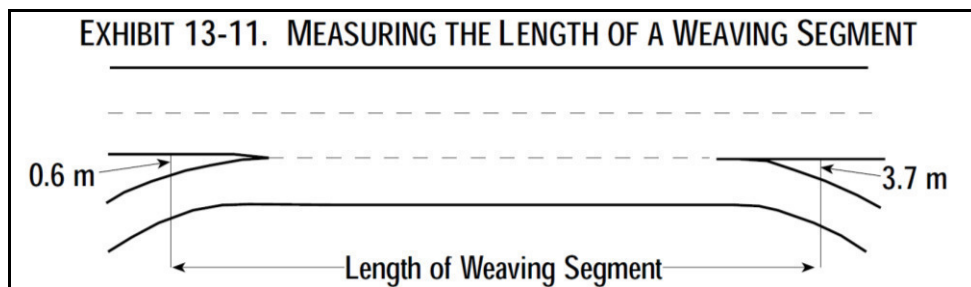 EXHIBIT 13-11. MEASURING THE LENGTH OF A WEAVING SEGMENT
0.6 m
3.7 m
Length of Weaving Segment